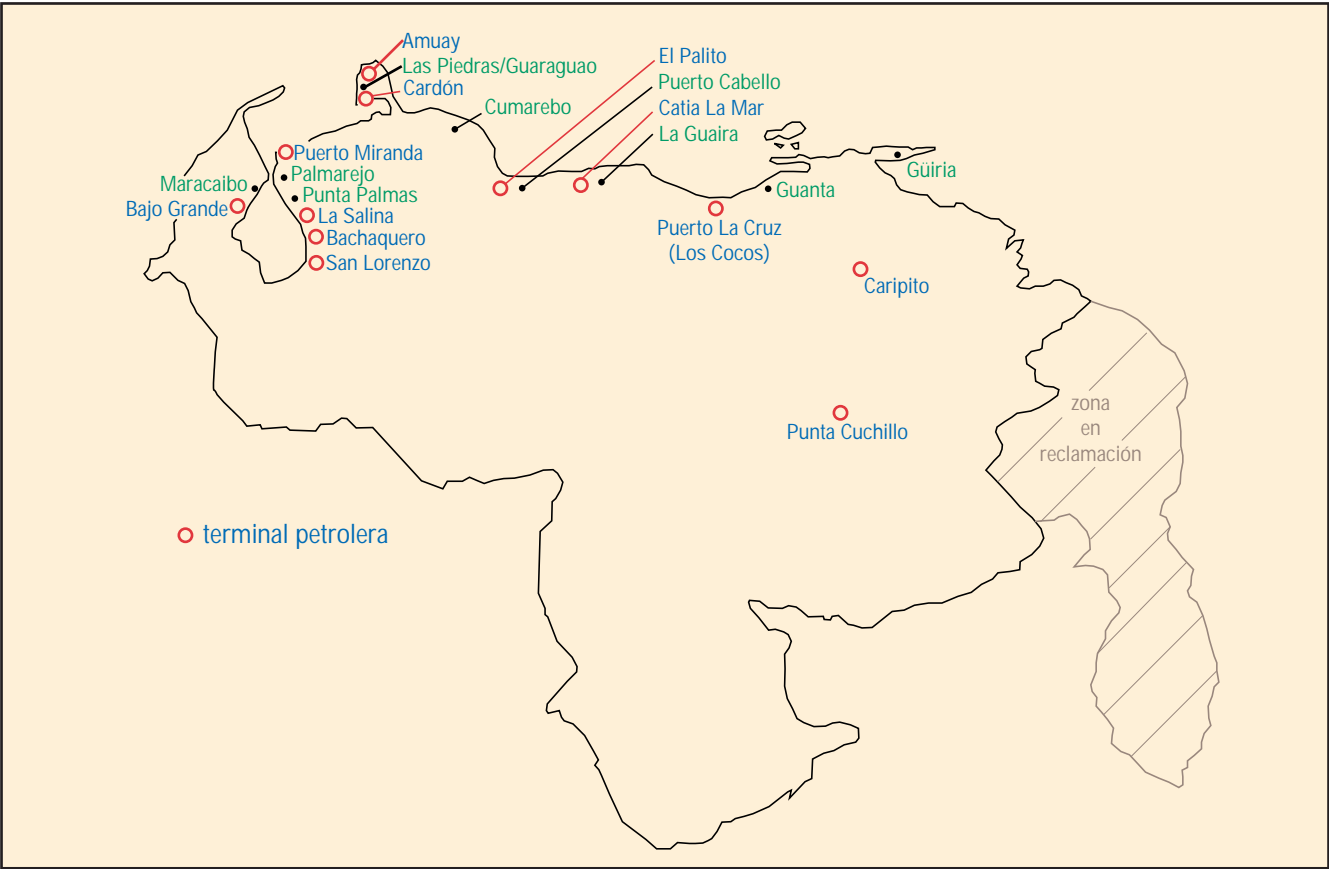 Amuay
Las Piedras/Guaraguao
Cardón
Cumarebo
El Palito
Puerto Cabello
Catia La Mar
La Guaira
Puerto Miranda
Palmarejo
Maracaibo
Punta Palmas
Bajo Grande
La Salina
Bachaquero
San Lorenzo
Güiria
Guanta
Puerto La Cruz
(Los Cocos)
Caripito
Punta Cuchillo
zona
en
reclamación
terminal petrolera